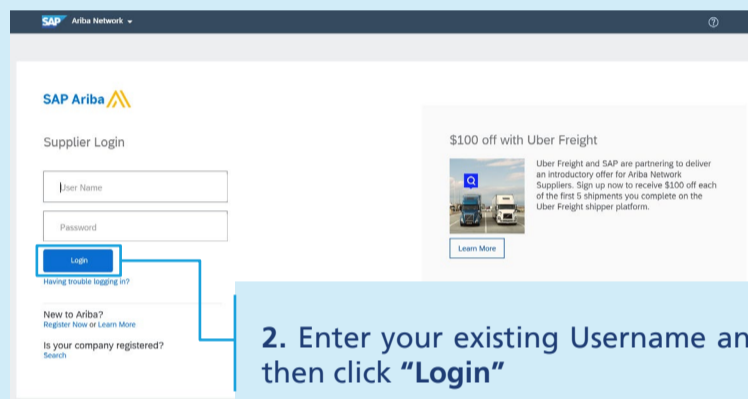 SAP Ariba Network
SAP Ariba
Supplier Login
User Name
Password
Login
Having trouble logging in?
New to Ariba?
Register Now or Learn More
Is your company registered?
Search
$100 off with Uber Freight
Uber Freight and SAP are partnering to deliver
an introductory offer for Ariba Network
Suppliers. Sign up now to receive $100 off each
of the first 5 shipments you complete on the
Uber Freight shipper platform.
Learn More
2. Enter your existing Username an
then click “Login”